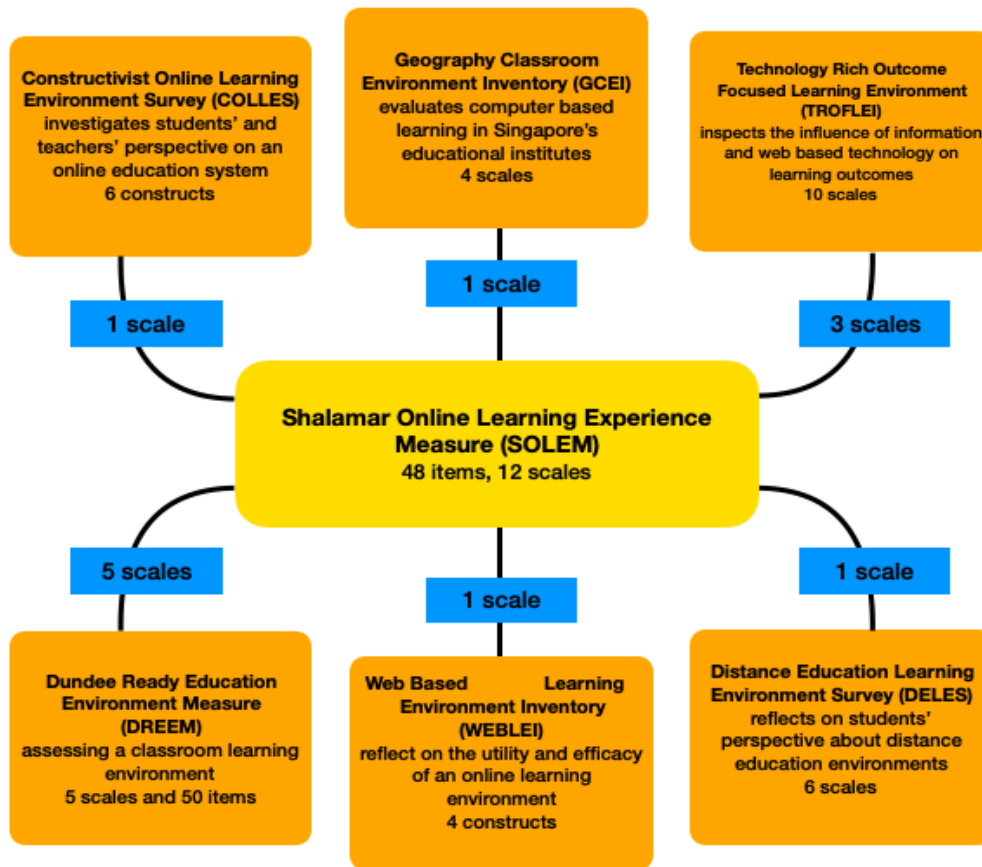 Constructivist Online Learning
Environment Survey (COLLES)
investigates students' and
teachers' perspective on an
online education system
6 constructs
Geography Classroom
Environment Inventory (GCEI)
evaluates computer based
learning in Singapore's
educational institutes
4 scales
Technology Rich Outcome
Focused Learning Environment
(TROFLEI)
inspects the influence of information
and web based technology on
learning outcomes
10 scales
1 scale
1 scale
3 scales
Shalamar Online Learning Experience
Measure (SOLEM)
48 items, 12 scales
5 scales
1 scale
1 scale
Dundee Ready Education
Environment Measure
(DREEM)
assessing a classroom learning
environment
5 scales and 50 items
Web Based Learning
Environment Inventory
(WEBLEI)
reflect on the utility and efficacy
of an online learning
environment
4 constructs
Distance Education Learning
Environment Survey (DELES)
reflects on students'
perspective about distance
education environments
6 scales